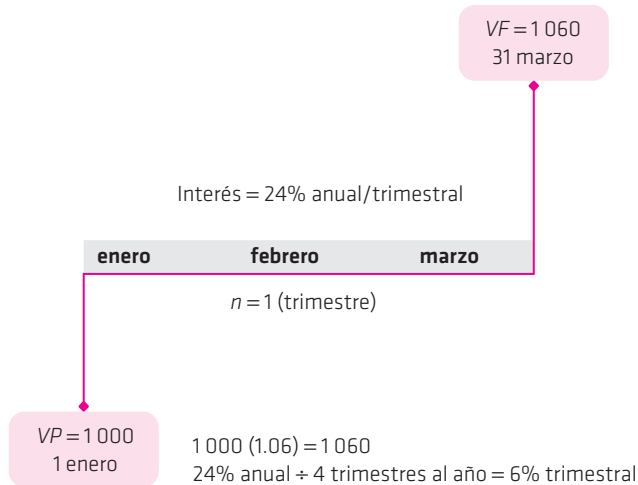 VF = 1 060
31 marzo
Interés = 24% anual/trimestral
enero febrero marzo
n = 1 (trimestre)
VP = 1 000
1 enero
1 000 (1.06) = 1 060
24% anual ÷ 4 trimestres al año = 6% trimestral